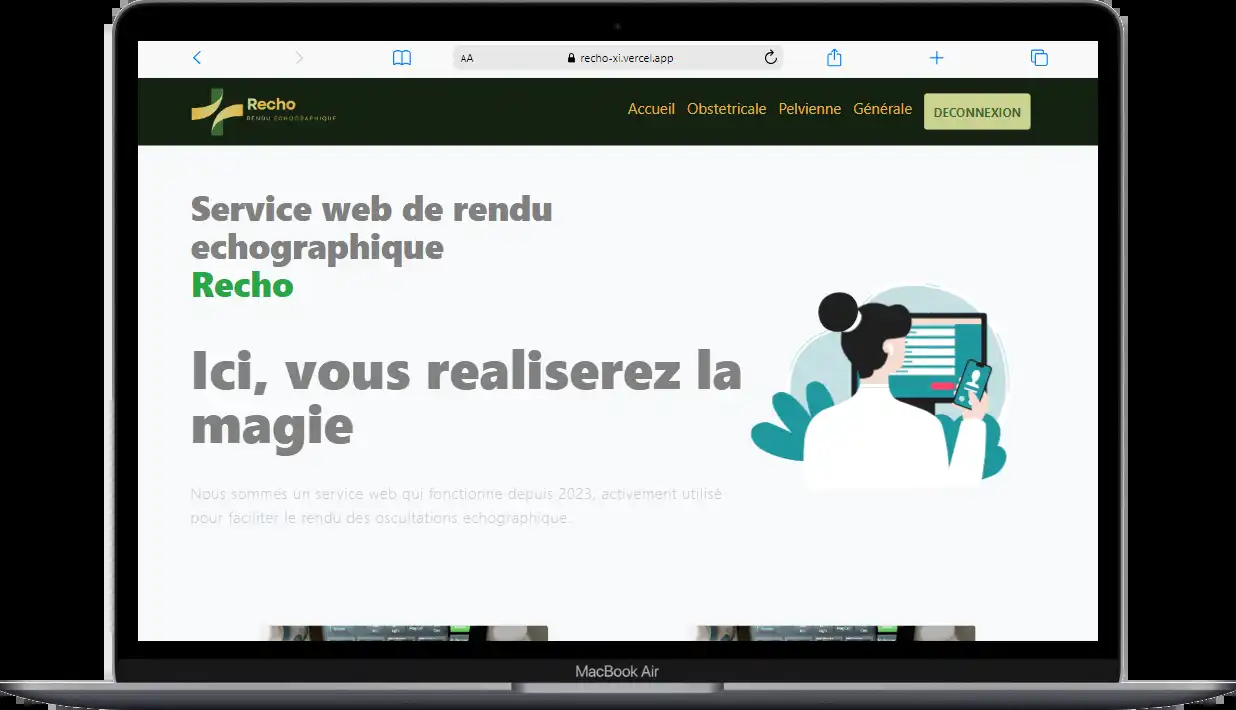 AA
recho-xi.vercel.app
Recho
RENDU ECHOGRAPHIQUE
Accueil Obstetricale Pelvienne Générale DECONNEXION
Service web de rendu
echographique
Recho
Ici, vous realiserez la
magie
Nous sommes un service web qui fonctionne depuis 2023, activement utilisé
pour faciliter le rendu des oscultations echographique.
MacBook Air